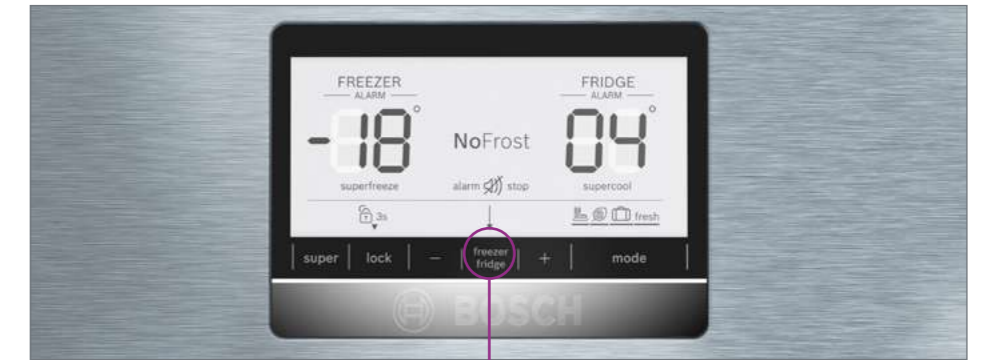 FREEZER
ALARM
-18°
superfreeze
3s
NoFrost
alarm stop
FRIDGE
ALARM
04°
supercool
fresh
super lock - freezer fridge + mode
BOSCH